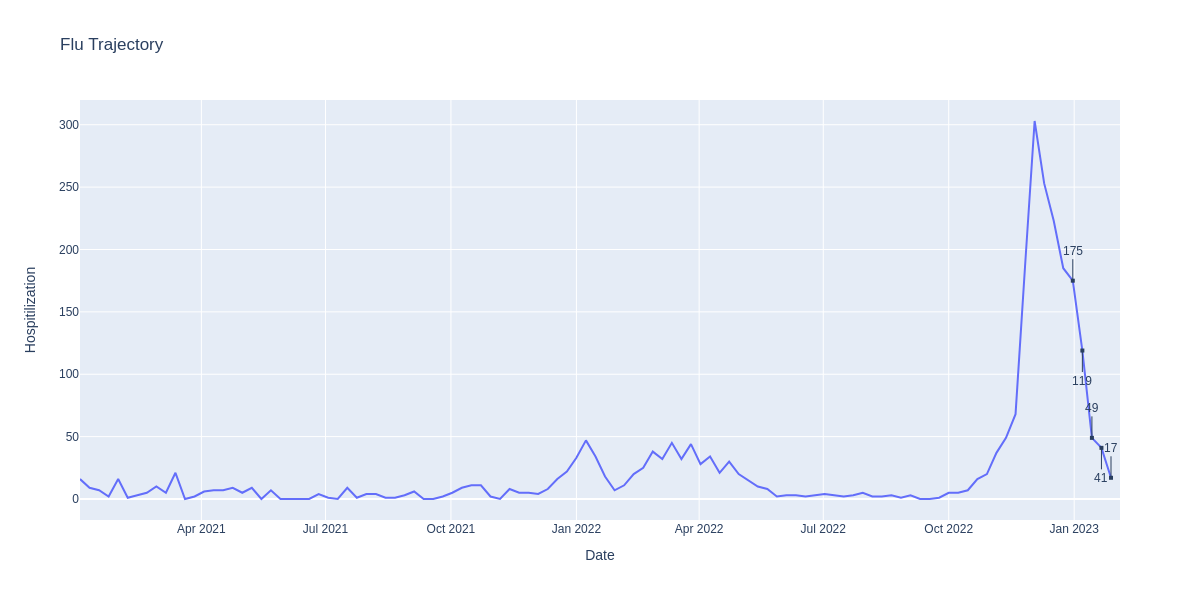 Flu Trajectory
300
250
200
150
100
50
0
Hospitilization
175
119
49
41
17
Apr 2021
Jul 2021
Oct 2021
Jan 2022
Apr 2022
Jul 2022
Oct 2022
Jan 2023
Date